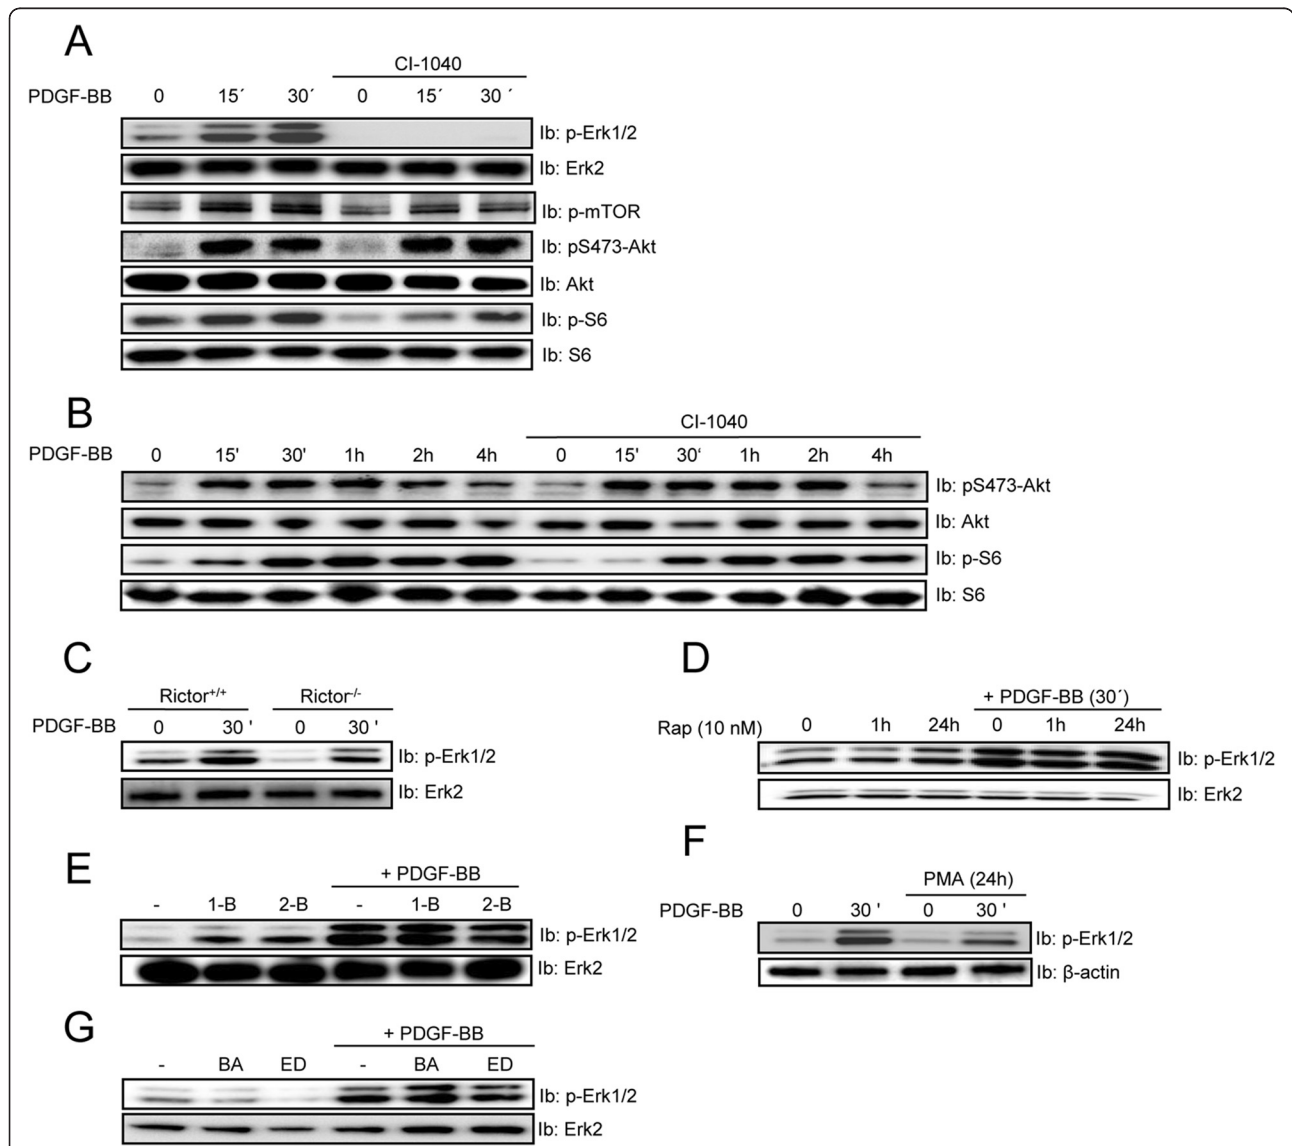 A
CI-1040
PDGF-BB 0 15´ 30´ 0 15´ 30 ´
Ib: p-Erk1/2
Ib: Erk2
Ib: p-mTOR
Ib: pS473-Akt
Ib: Akt
Ib: p-S6
Ib: S6
B
CI-1040
PDGF-BB 0 15' 30' 1h 2h 4h 0 15' 30' 1h 2h 4h
Ib: pS473-Akt
Ib: Akt
Ib: p-S6
Ib: S6
C
Rictor+/+ Rictor-/-
PDGF-BB 0 30 ' 0 30 '
Ib: p-Erk1/2
Ib: Erk2
D
+ PDGF-BB (30´)
Rap (10 nM) 0 1h 24h 0 1h 24h
Ib: p-Erk1/2
Ib: Erk2
E
+ PDGF-BB
- 1-B 2-B - 1-B 2-B
Ib: p-Erk1/2
Ib: Erk2
F
PMA (24h)
PDGF-BB 0 30 ' 0 30 '
Ib: p-Erk1/2
Ib: β-actin
G
+ PDGF-BB
- BA ED - BA ED
Ib: p-Erk1/2
Ib: Erk2